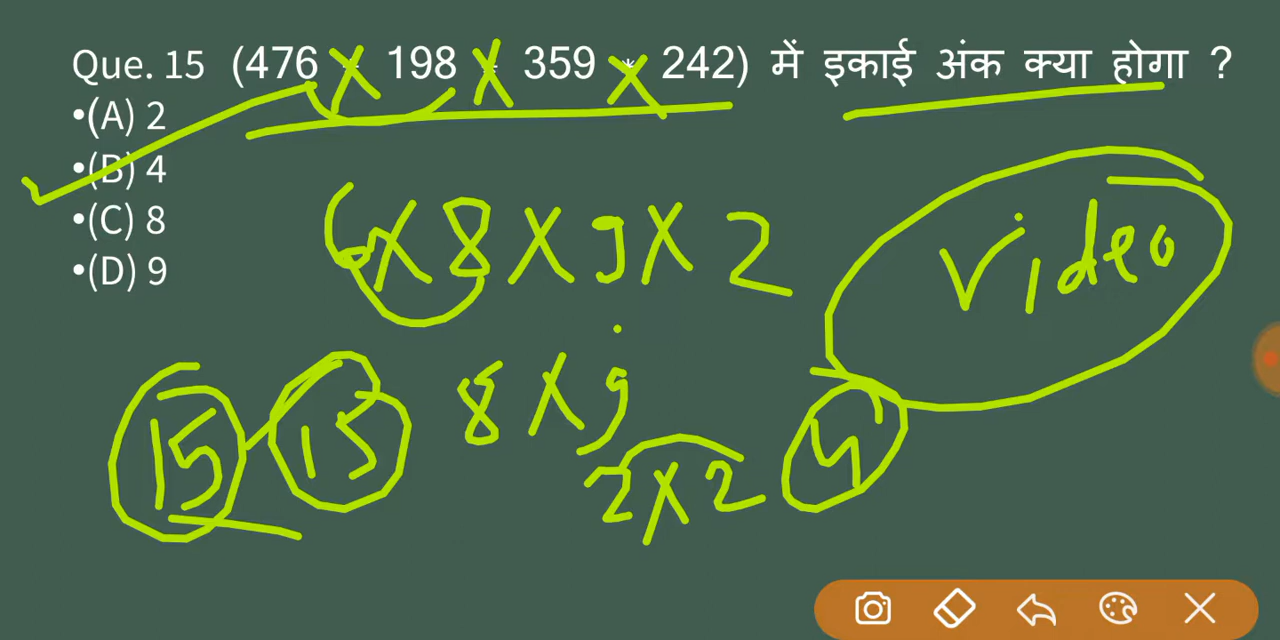 Que. 15 (476 * 198 * 359 * 242) में इकाई अंक क्या होगा ?
•(A) 2
•(B) 4
•(C) 8
•(D) 9
6 X 8 X 9 X 2
video
15 15 8 X 9
2 X 2 4